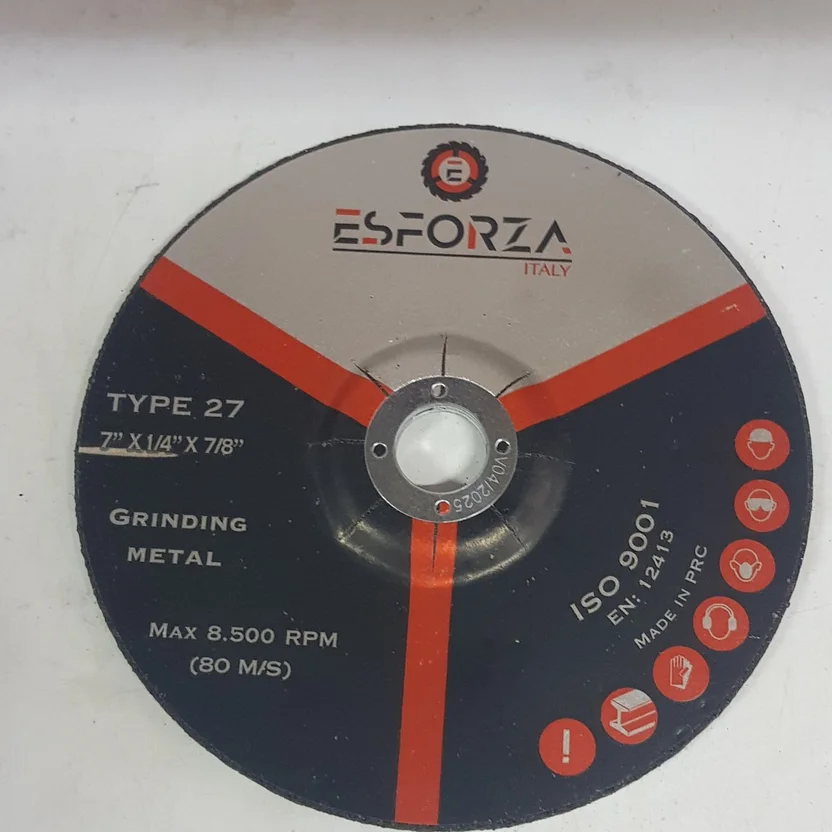 E
ESFORZA
ITALY
TYPE 27
7" X 1/4" X 7/8"
GRINDING
METAL
MAX 8.500 RPM
(80 M/S)
V04/2025
ISO 9001
EN: 12413
MADE IN PRC
!